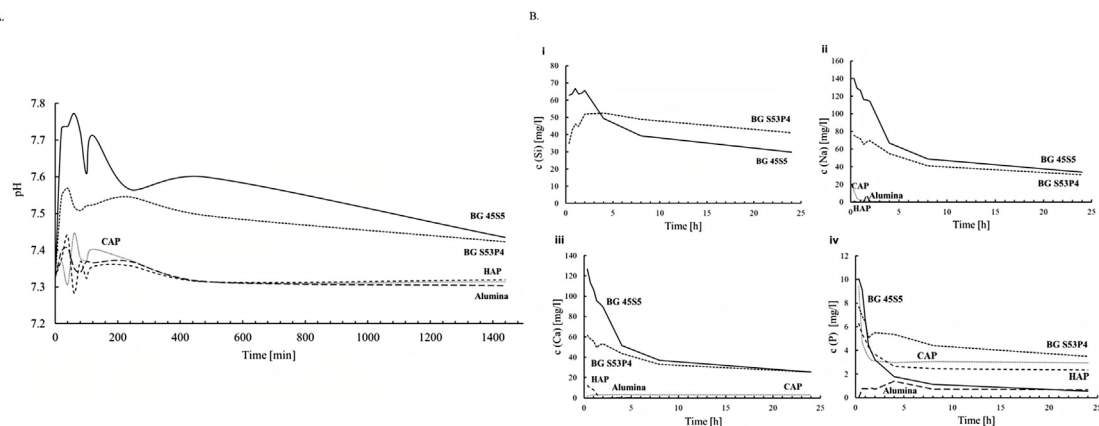 B.
7.8
7.7
7.6
7.5
7.4
7.3
7.2
pH
0 200 400 600 800 1000 1200 1400
Time [min]
BG 45S5
BG S53P4
CAP
HAP
Alumina
i
80
70
60
50
40
30
20
10
0
c (Si) [mg/l]
0 5 10 15 20 25
Time [h]
BG S53P4
BG 45S5
ii
160
140
120
100
80
60
40
20
0
c (Na) [mg/l]
0 5 10 15 20 25
Time [h]
BG 45S5
BG S53P4
CAP
Alumina
HAP
iii
140
120
100
80
60
40
20
0
c (Ca) [mg/l]
0 5 10 15 20 25
Time [h]
BG 45S5
BG S53P4
HAP
Alumina
CAP
iv
12
10
8
6
4
2
0
c (P) [mg/l]
0 5 10 15 20 25
Time [h]
BG 45S5
BG S53P4
CAP
HAP
Alumina